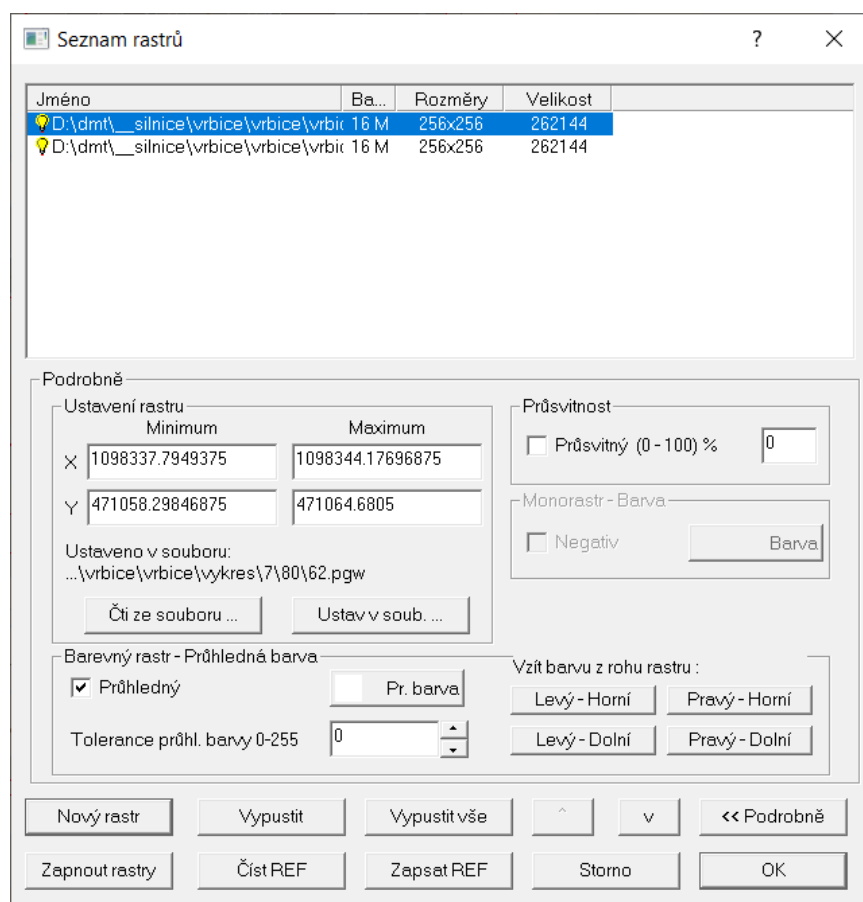 Seznam rastrů
Jméno Ba... Rozměry Velikost
D:\dmt\__silnice\vrbice\vrbice\vrbic 16 M 256x256 262144
D:\dmt\__silnice\vrbice\vrbice\vrbic 16 M 256x256 262144
Podrobně
Ustavení rastru
Minimum Maximum
X 1098337.7949375 1098344.17696875
Y 471058.29846875 471064.6805
Ustaveno v souboru:
...\vrbice\vrbice\vykres\7\80\62.pgw
Čti ze souboru ... Ustav v soub. ...
Průsvitnost
Průsvitný (0 - 100) % 0
Monorastr - Barva
Negativ Barva
Barevný rastr - Průhledná barva
Průhledný Pr. barva
Tolerance průhl. barvy 0-255 0
Vzít barvu z rohu rastru :
Levý - Horní Pravý - Horní
Levý - Dolní Pravý - Dolní
Nový rastr Vypustit Vypustit vše ^ v << Podrobně
Zapnout rastry Číst REF Zapsat REF Storno OK